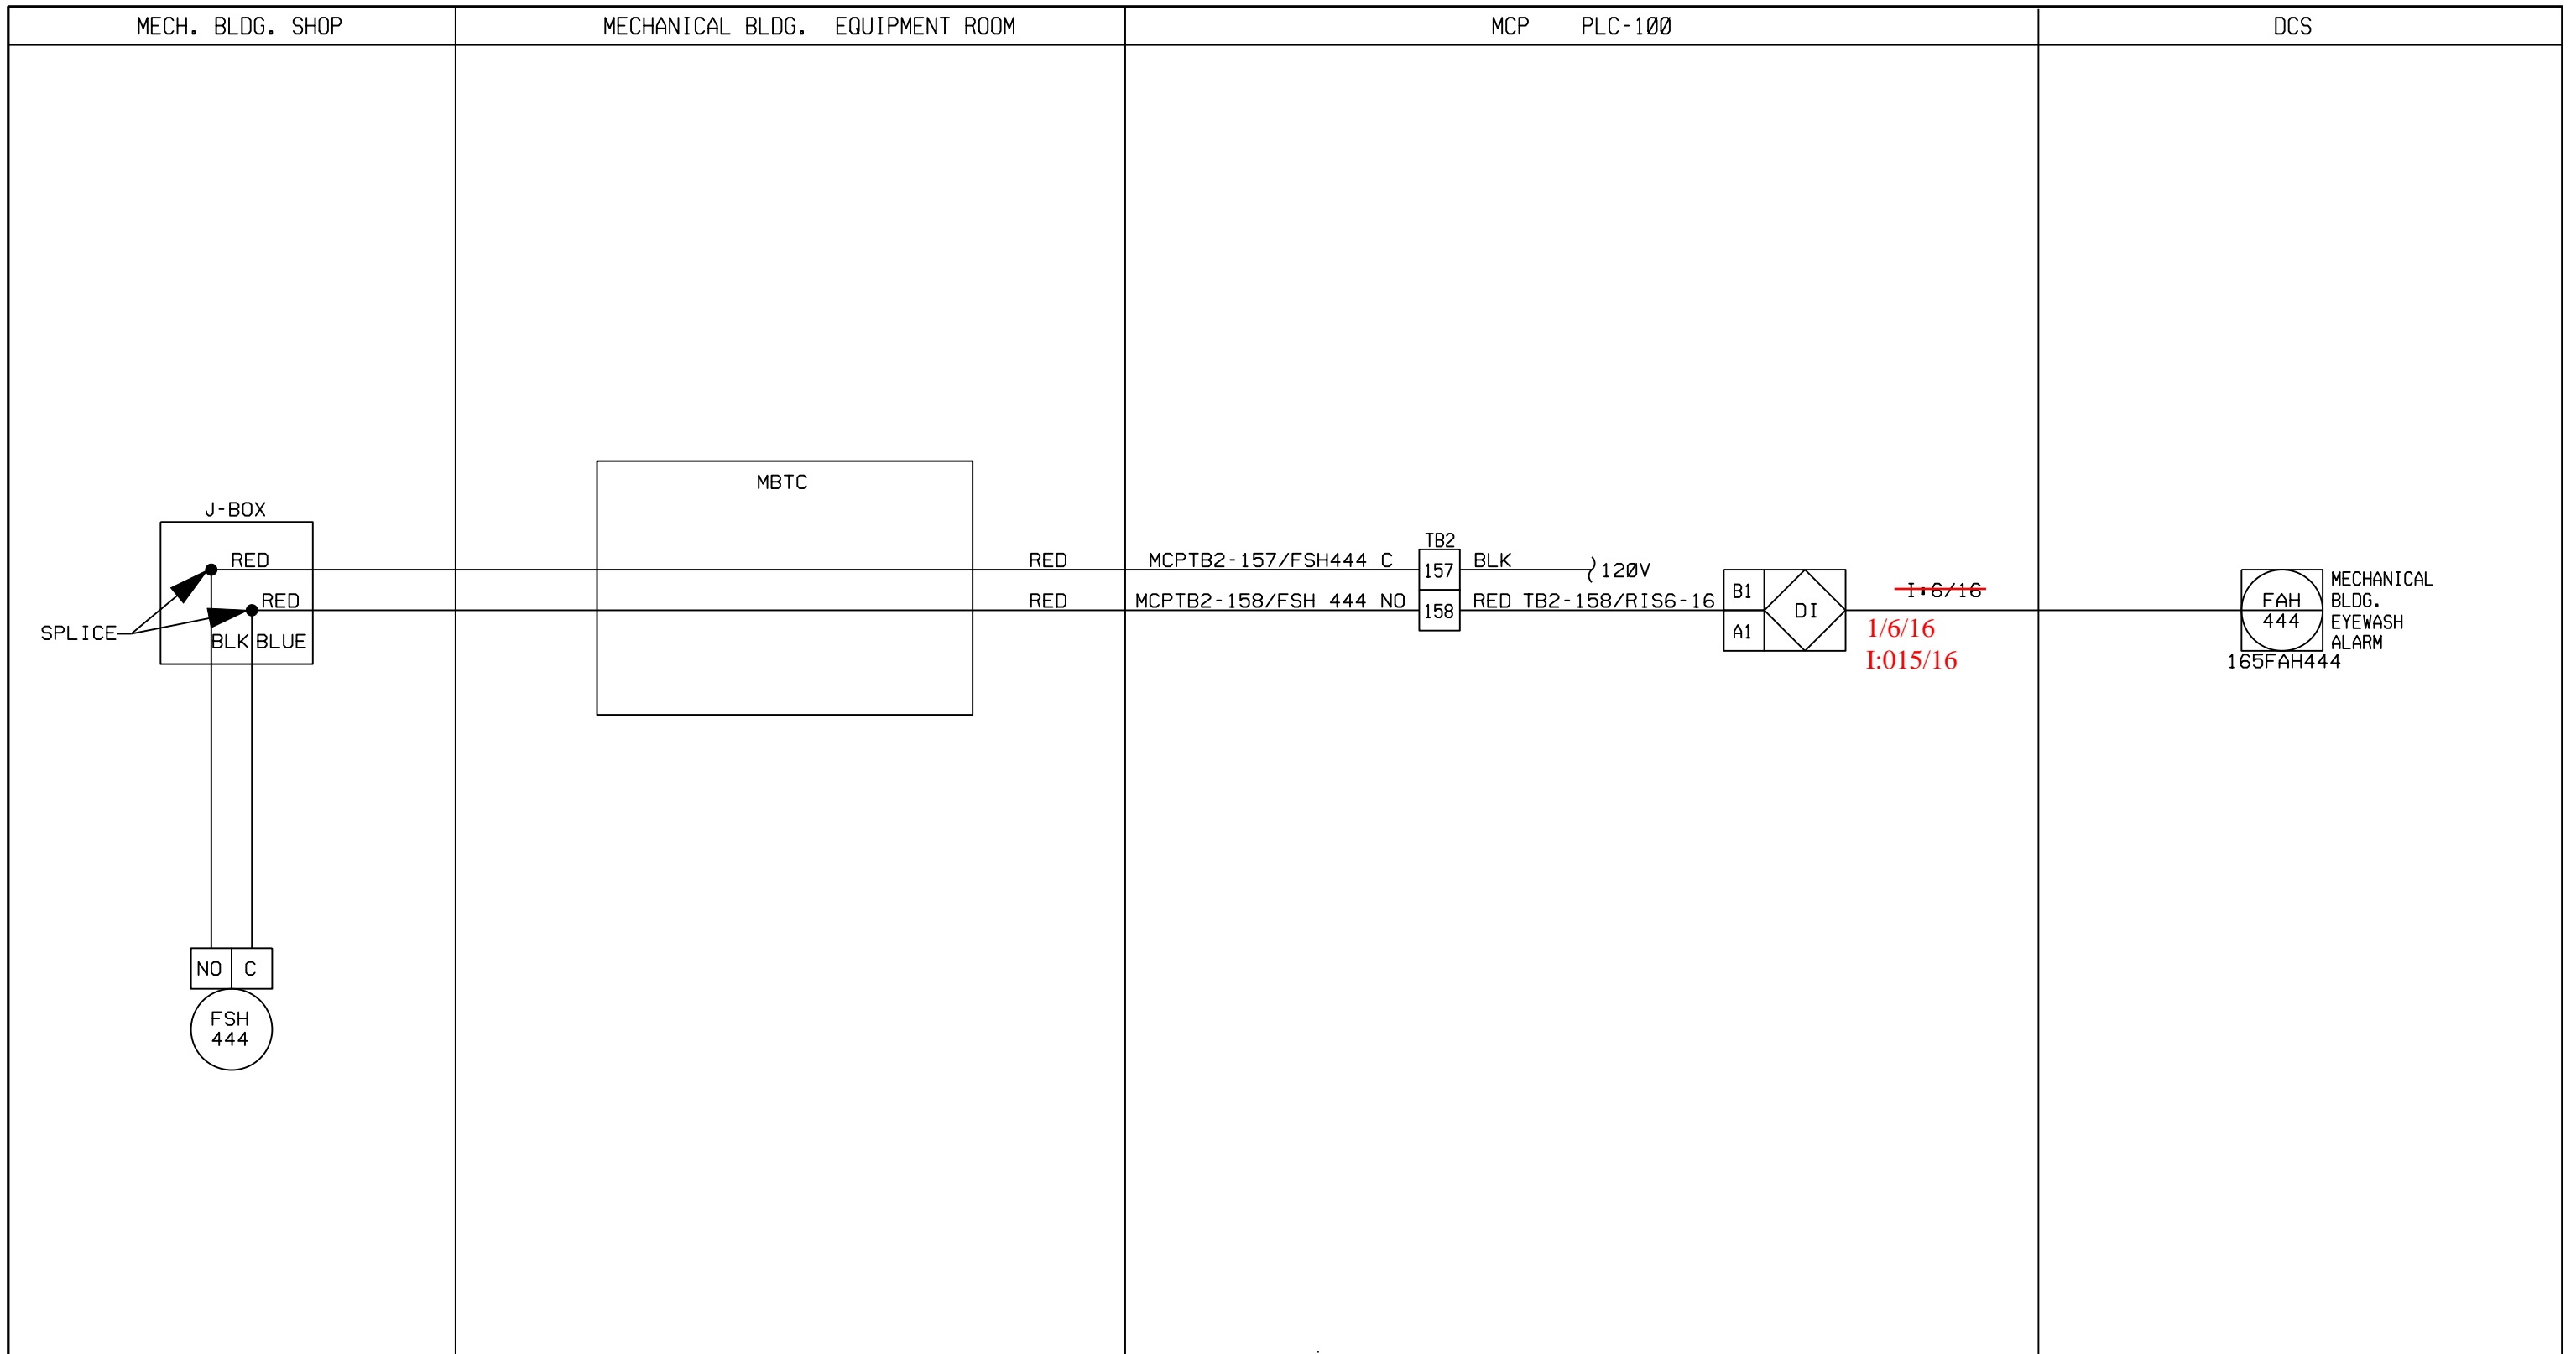 MECH. BLDG. SHOP
MECHANICAL BLDG. EQUIPMENT ROOM
MCP PLC-100
DCS
J-BOX
RED
RED
SPLICE
BLK BLUE
NO C
FSH
444
MBTC
RED
RED
MCPTB2-157/FSH444 C
MCPTB2-158/FSH 444 NO
TB2
157
158
BLK
120V
RED TB2-158/RIS6-16
B1
A1
DI
I:6/16
1/6/16
I:015/16
FAH
444
MECHANICAL
BLDG.
EYEWASH
ALARM
165FAH444